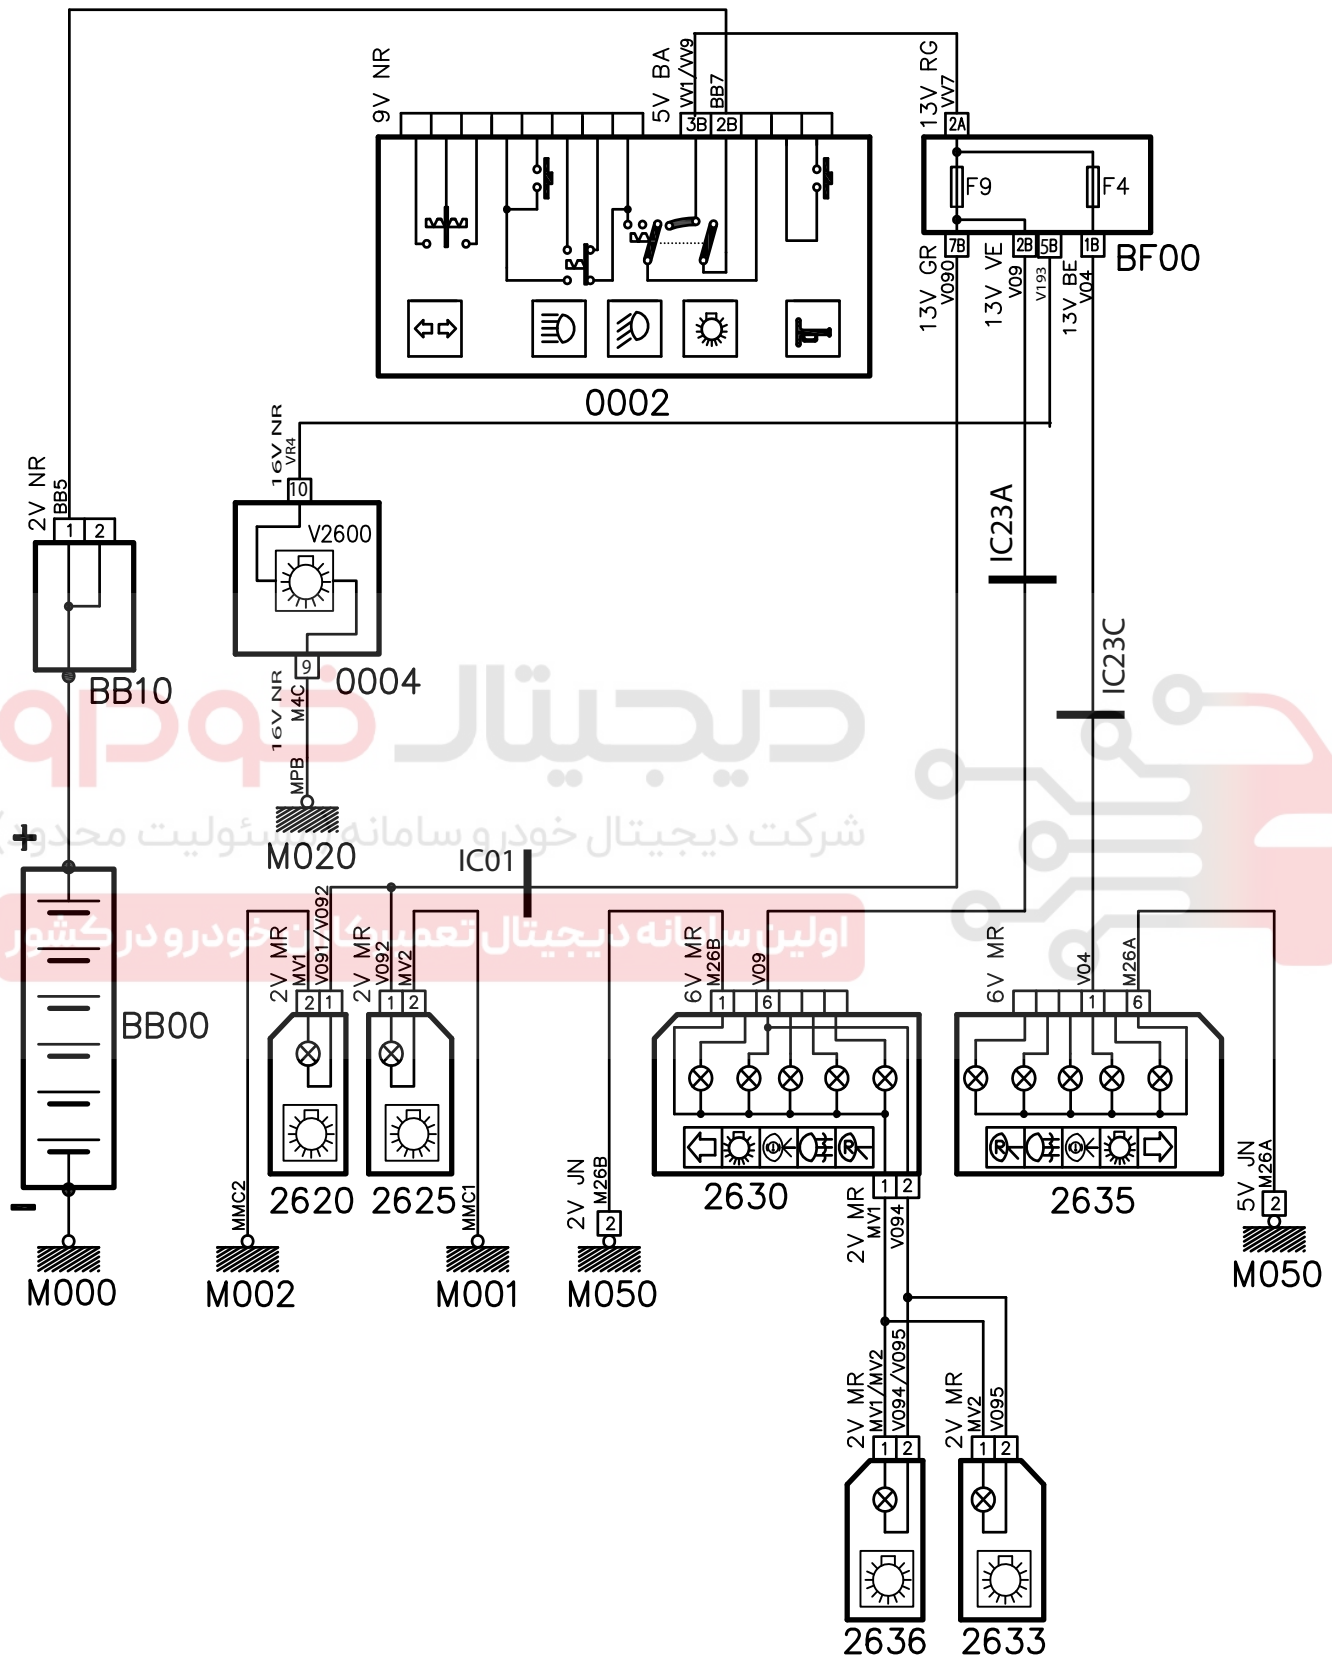 9V NR
5V BA
VV1/VV9
BB7
3B 2B
13V RG
VV7
2A
F9
F4
7B 2B 5B 1B
BF00
13V GR
V090
13V VE
V09
V193
13V BE
V04
0002
16V NR
VR4
10
V2600
9
0004
16V NR
M4C
MPB
M020
2V NR
BB5
1 2
BB10
IC23A
IC23C
دیجیتال خودرو
شرکت دیجیتال خودرو سامانه (مسئولیت محدود)
اولین سامانه دیجیتال تعمیرکاران خودرو در کشور
+
BB00
-
M000
IC01
2V MR
MV1
V091/V092
2 1
2620
MMC2
M002
2V MR
V092
MV2
1 2
2625
MMC1
M001
6V MR
M26B
V09
1 6
R
2630
2V JN
M26B
2
M050
6V MR
V04
M26A
1 6
R
2635
5V JN
M26A
2
M050
1 2
2V MR
MV1
V094
2V MR
MV1/MV2
V094/V095
1 2
2636
2V MR
MV2
V095
1 2
2633